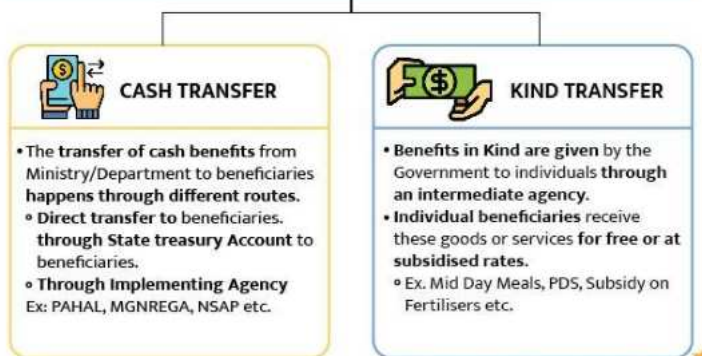 CASH TRANSFER
• The transfer of cash benefits from
Ministry/Department to beneficiaries
happens through different routes.
∘ Direct transfer to beneficiaries.
through State treasury Account to
beneficiaries.
∘ Through Implementing Agency
Ex: PAHAL, MGNREGA, NSAP etc.
KIND TRANSFER
• Benefits in Kind are given by the
Government to individuals through
an intermediate agency.
• Individual beneficiaries receive
these goods or services for free or at
subsidised rates.
∘ Ex. Mid Day Meals, PDS, Subsidy on
Fertilisers etc.